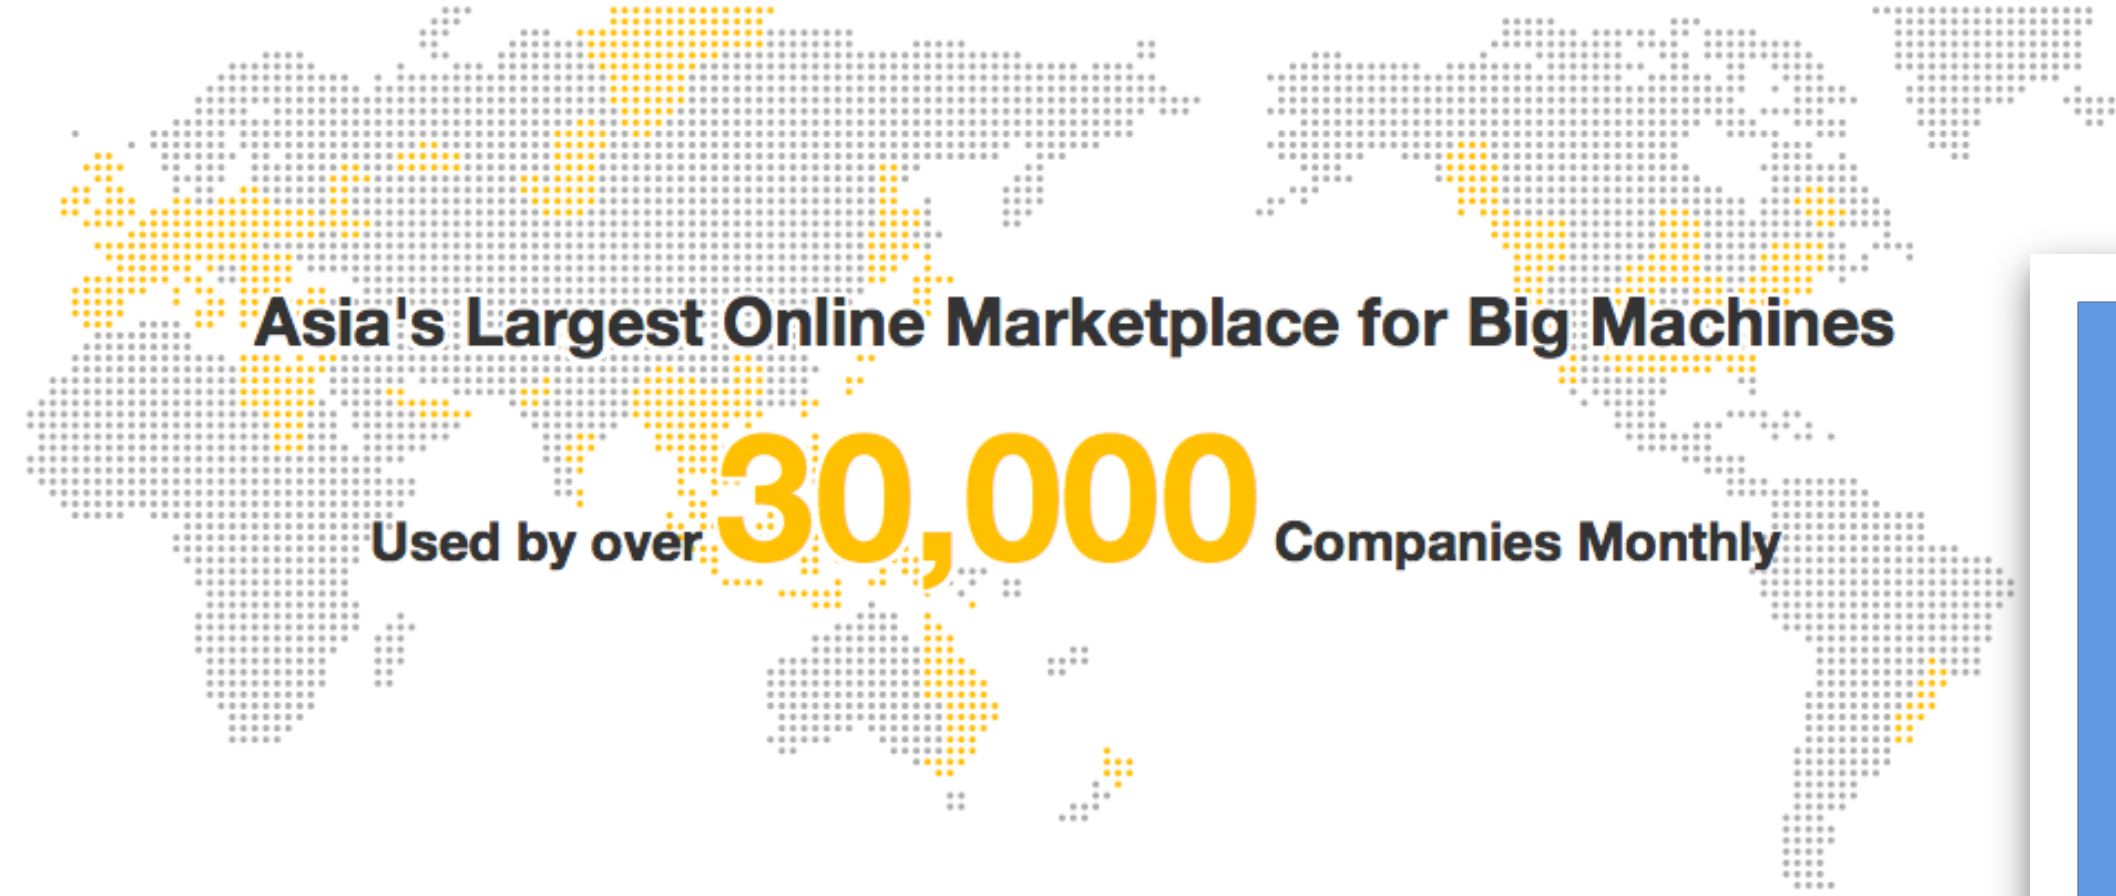 Asia's Largest Online Marketplace for Big Machines
Used by over 30,000 Companies Monthly